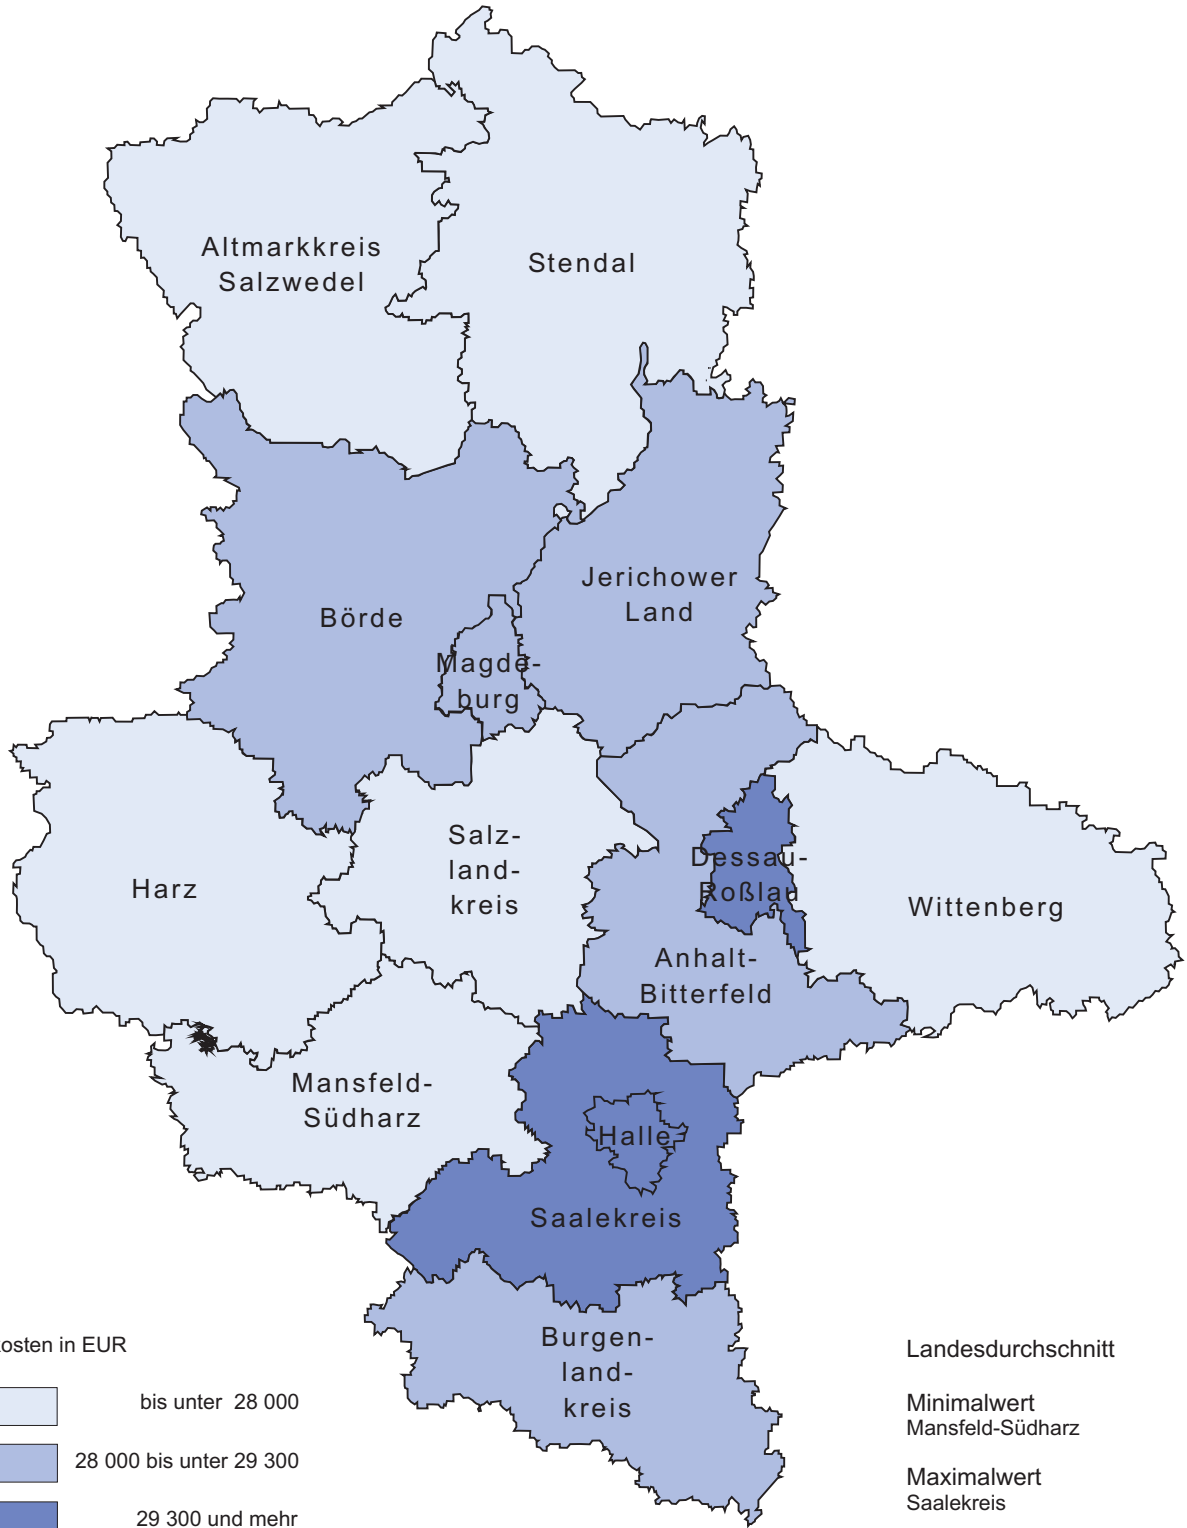 Altmarkkreis
Salzwedel
Stendal
Jerichower
Land
Börde
Magde-
burg
Salz-
land-
kreis
Harz
Dessau-
Roßlau
Wittenberg
Anhalt-
Bitterfeld
Mansfeld-
Südharz
Halle
Saalekreis
Burgen-
land-
kreis
osten in EUR
bis unter 28 000
28 000 bis unter 29 300
29 300 und mehr
Landesdurchschnitt
Minimalwert
Mansfeld-Südharz
Maximalwert
Saalekreis